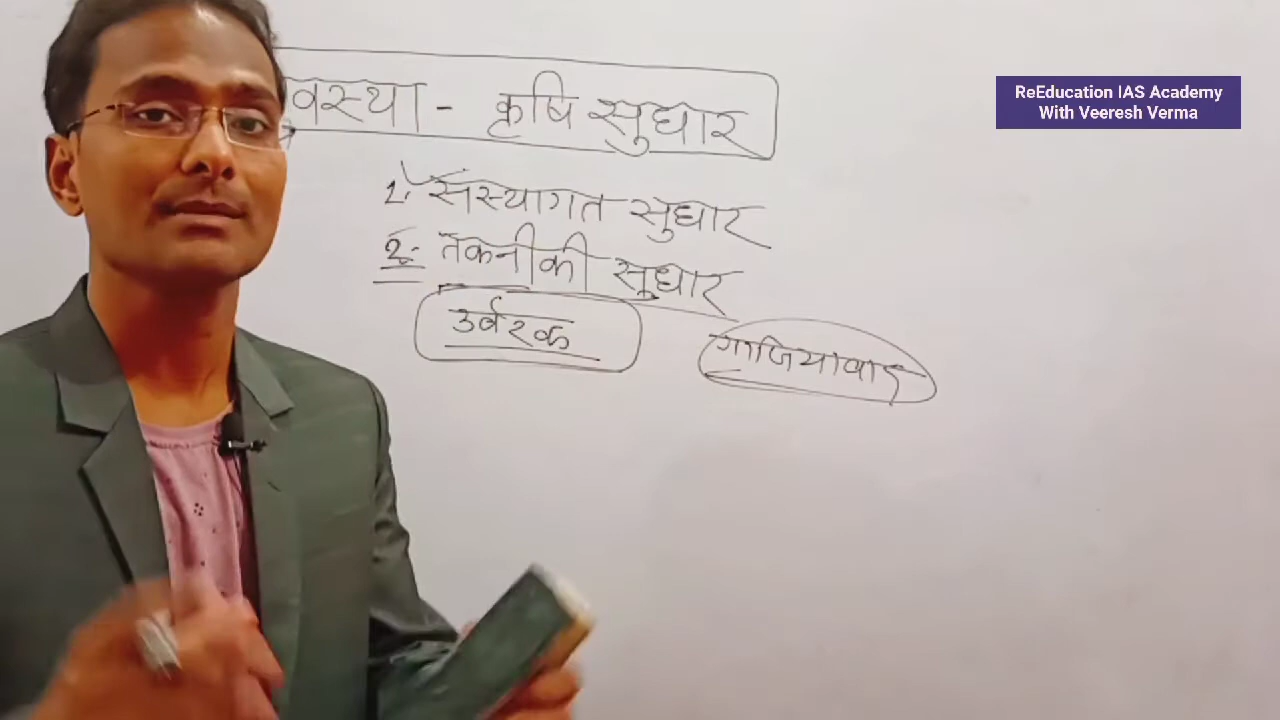 ReEducation IAS Academy
With Veeresh Verma
वस्था - कृषि सुधार
1. संस्थागत सुधार
2. तकनीकी सुधार
उर्वरक
गाजियाबाद